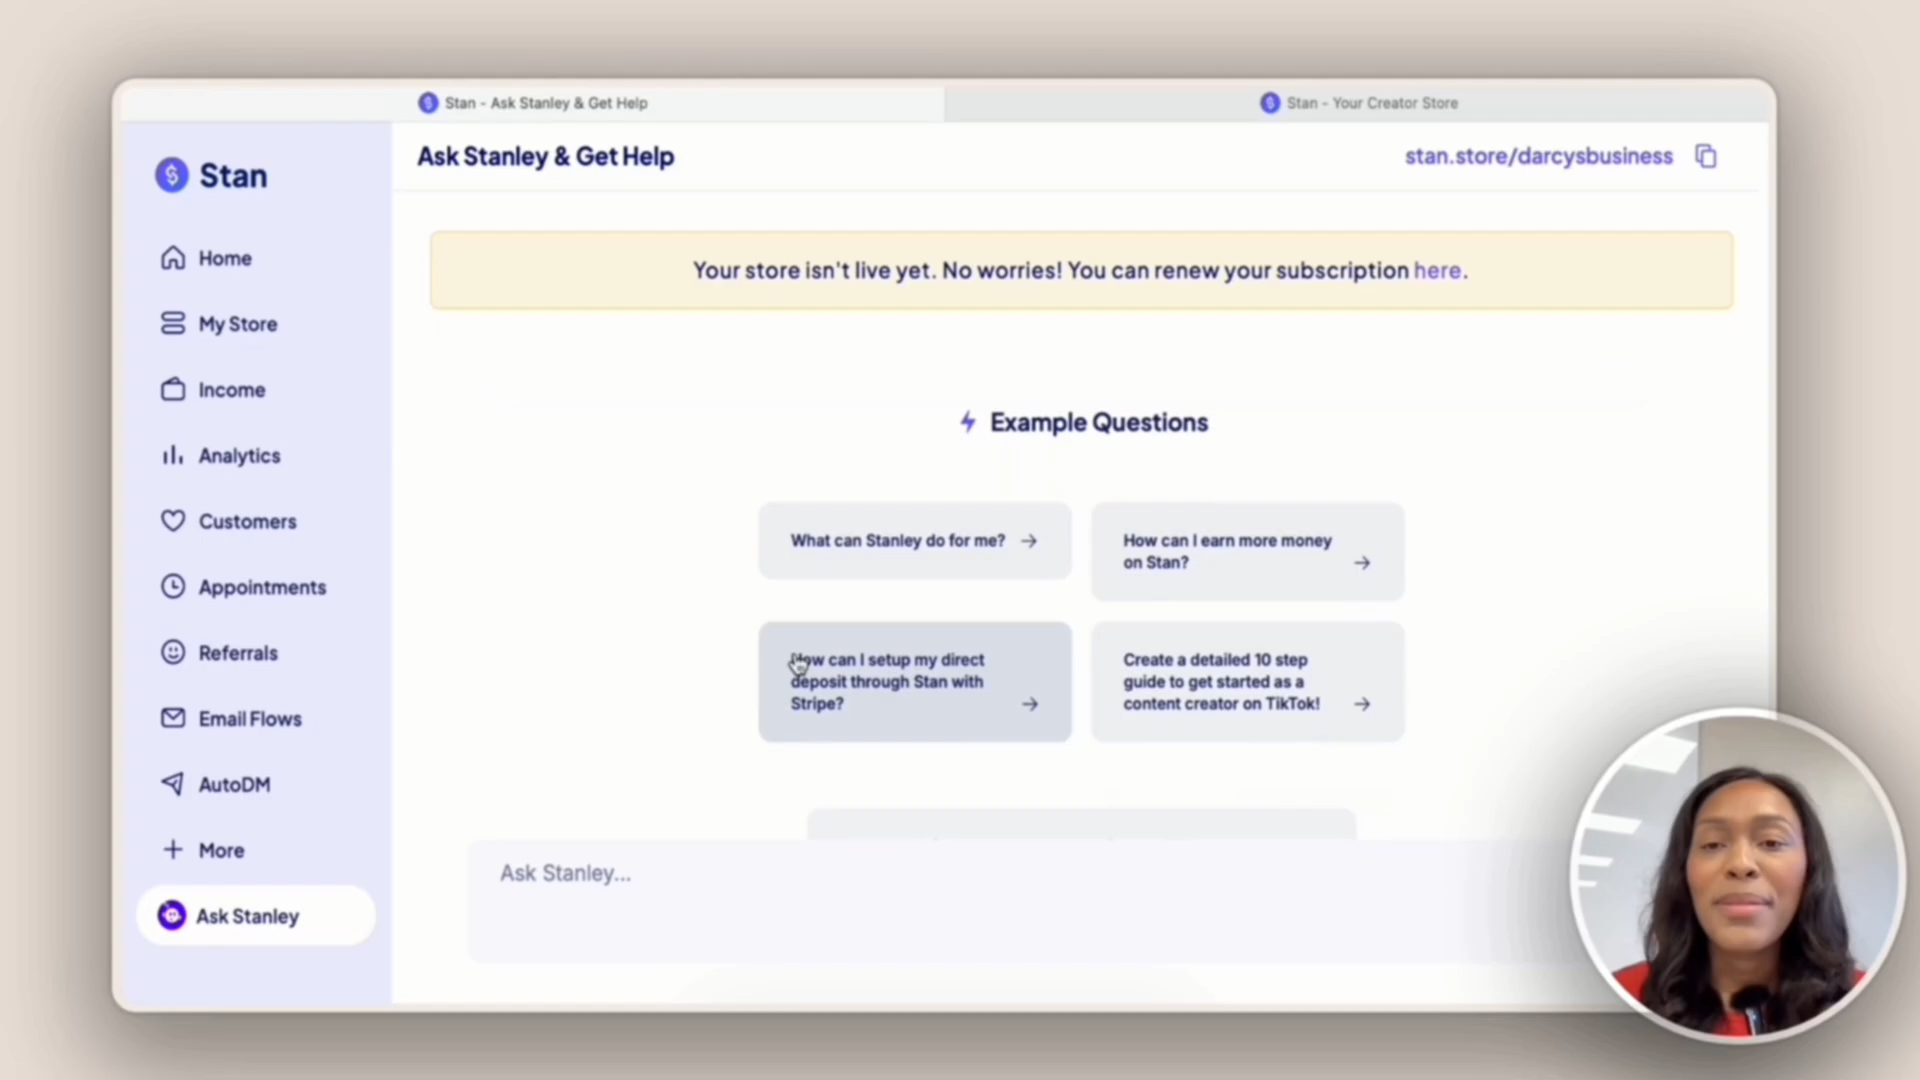 Stan - Ask Stanley & Get Help
Stan - Your Creator Store
Stan
Ask Stanley & Get Help
stan.store/darcysbusiness
Home
My Store
Income
Analytics
Customers
Appointments
Referrals
Email Flows
AutoDM
More
Ask Stanley
Your store isn't live yet. No worries! You can renew your subscription here.
Example Questions
What can Stanley do for me?
How can I earn more money
on Stan?
How can I setup my direct
deposit through Stan with
Stripe?
Create a detailed 10 step
guide to get started as a
content creator on TikTok!
Ask Stanley...